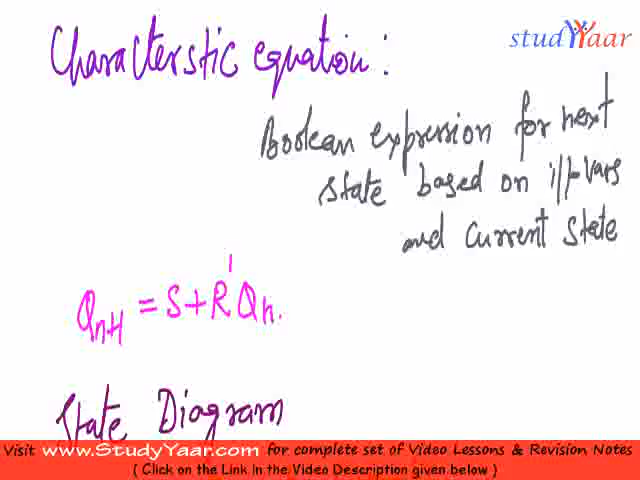 studYYaar
Characterstic equation:
Boolean expression for next
state based on i/p vars
and current state
Qn+1 = S+R'Qn.
State Diagram
Visit www.StudyYaar.com for complete set of Video Lessons & Revision Notes
( Click on the Link In the Video Description given below )